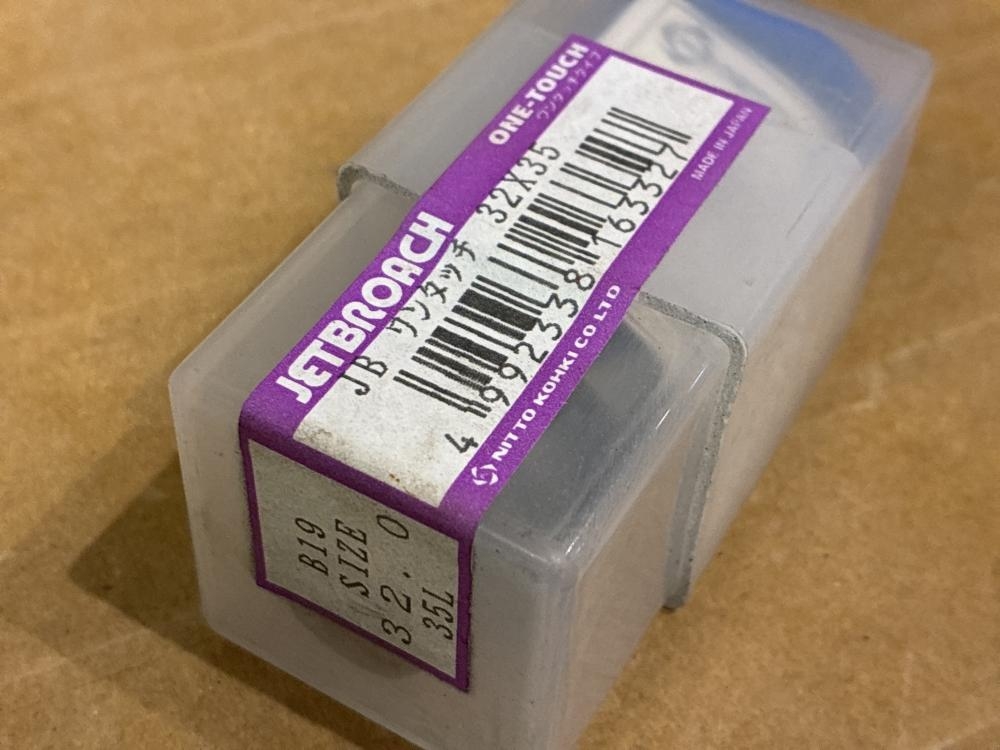 JETBROACH ONE-TOUCH
ワンタッチタイプ
JB ワンタッチ 32X35
4 992338 163327
NITTO KOHKI CO LTD MADE IN JAPAN
B19
SIZE
32.0
35L